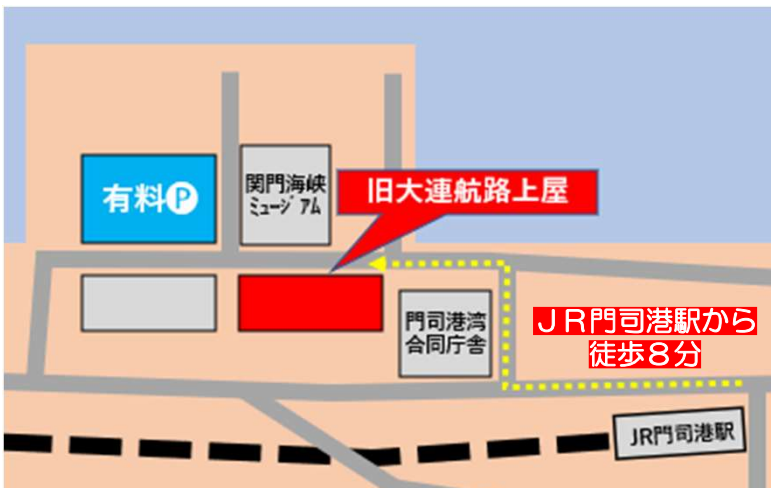 有料Ⓟ
関門海峡
ミュージアム
旧大連航路上屋
門司港湾
合同庁舎
ＪＲ門司港駅から
徒歩８分
JR門司港駅